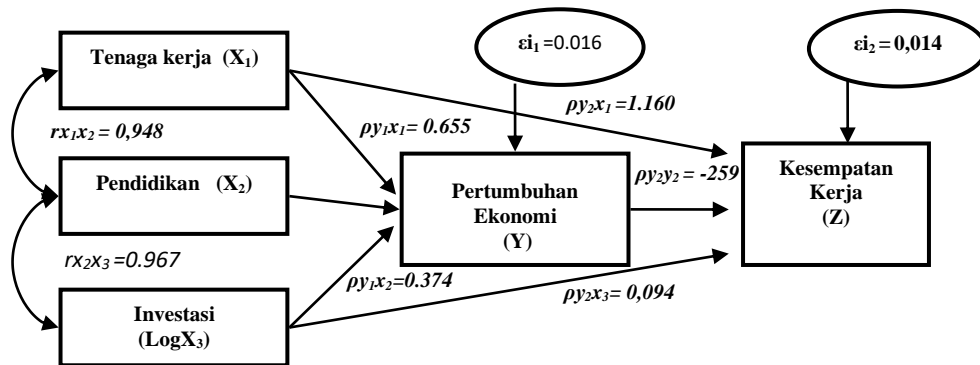 Tenaga kerja (X₁)
εi₁ = 0.016
εi₂ = 0,014
rx₁x₂ = 0,948
ρy₁x₁= 0.655
ρy₂x₁ =1.160
Pendidikan (X₂)
Pertumbuhan
Ekonomi
(Y)
ρy₂y₂ = -259
Kesempatan
Kerja
(Z)
rx₂x₃ =0.967
ρy₁x₂=0.374
ρy₂x₃= 0,094
Investasi
(LogX₃)